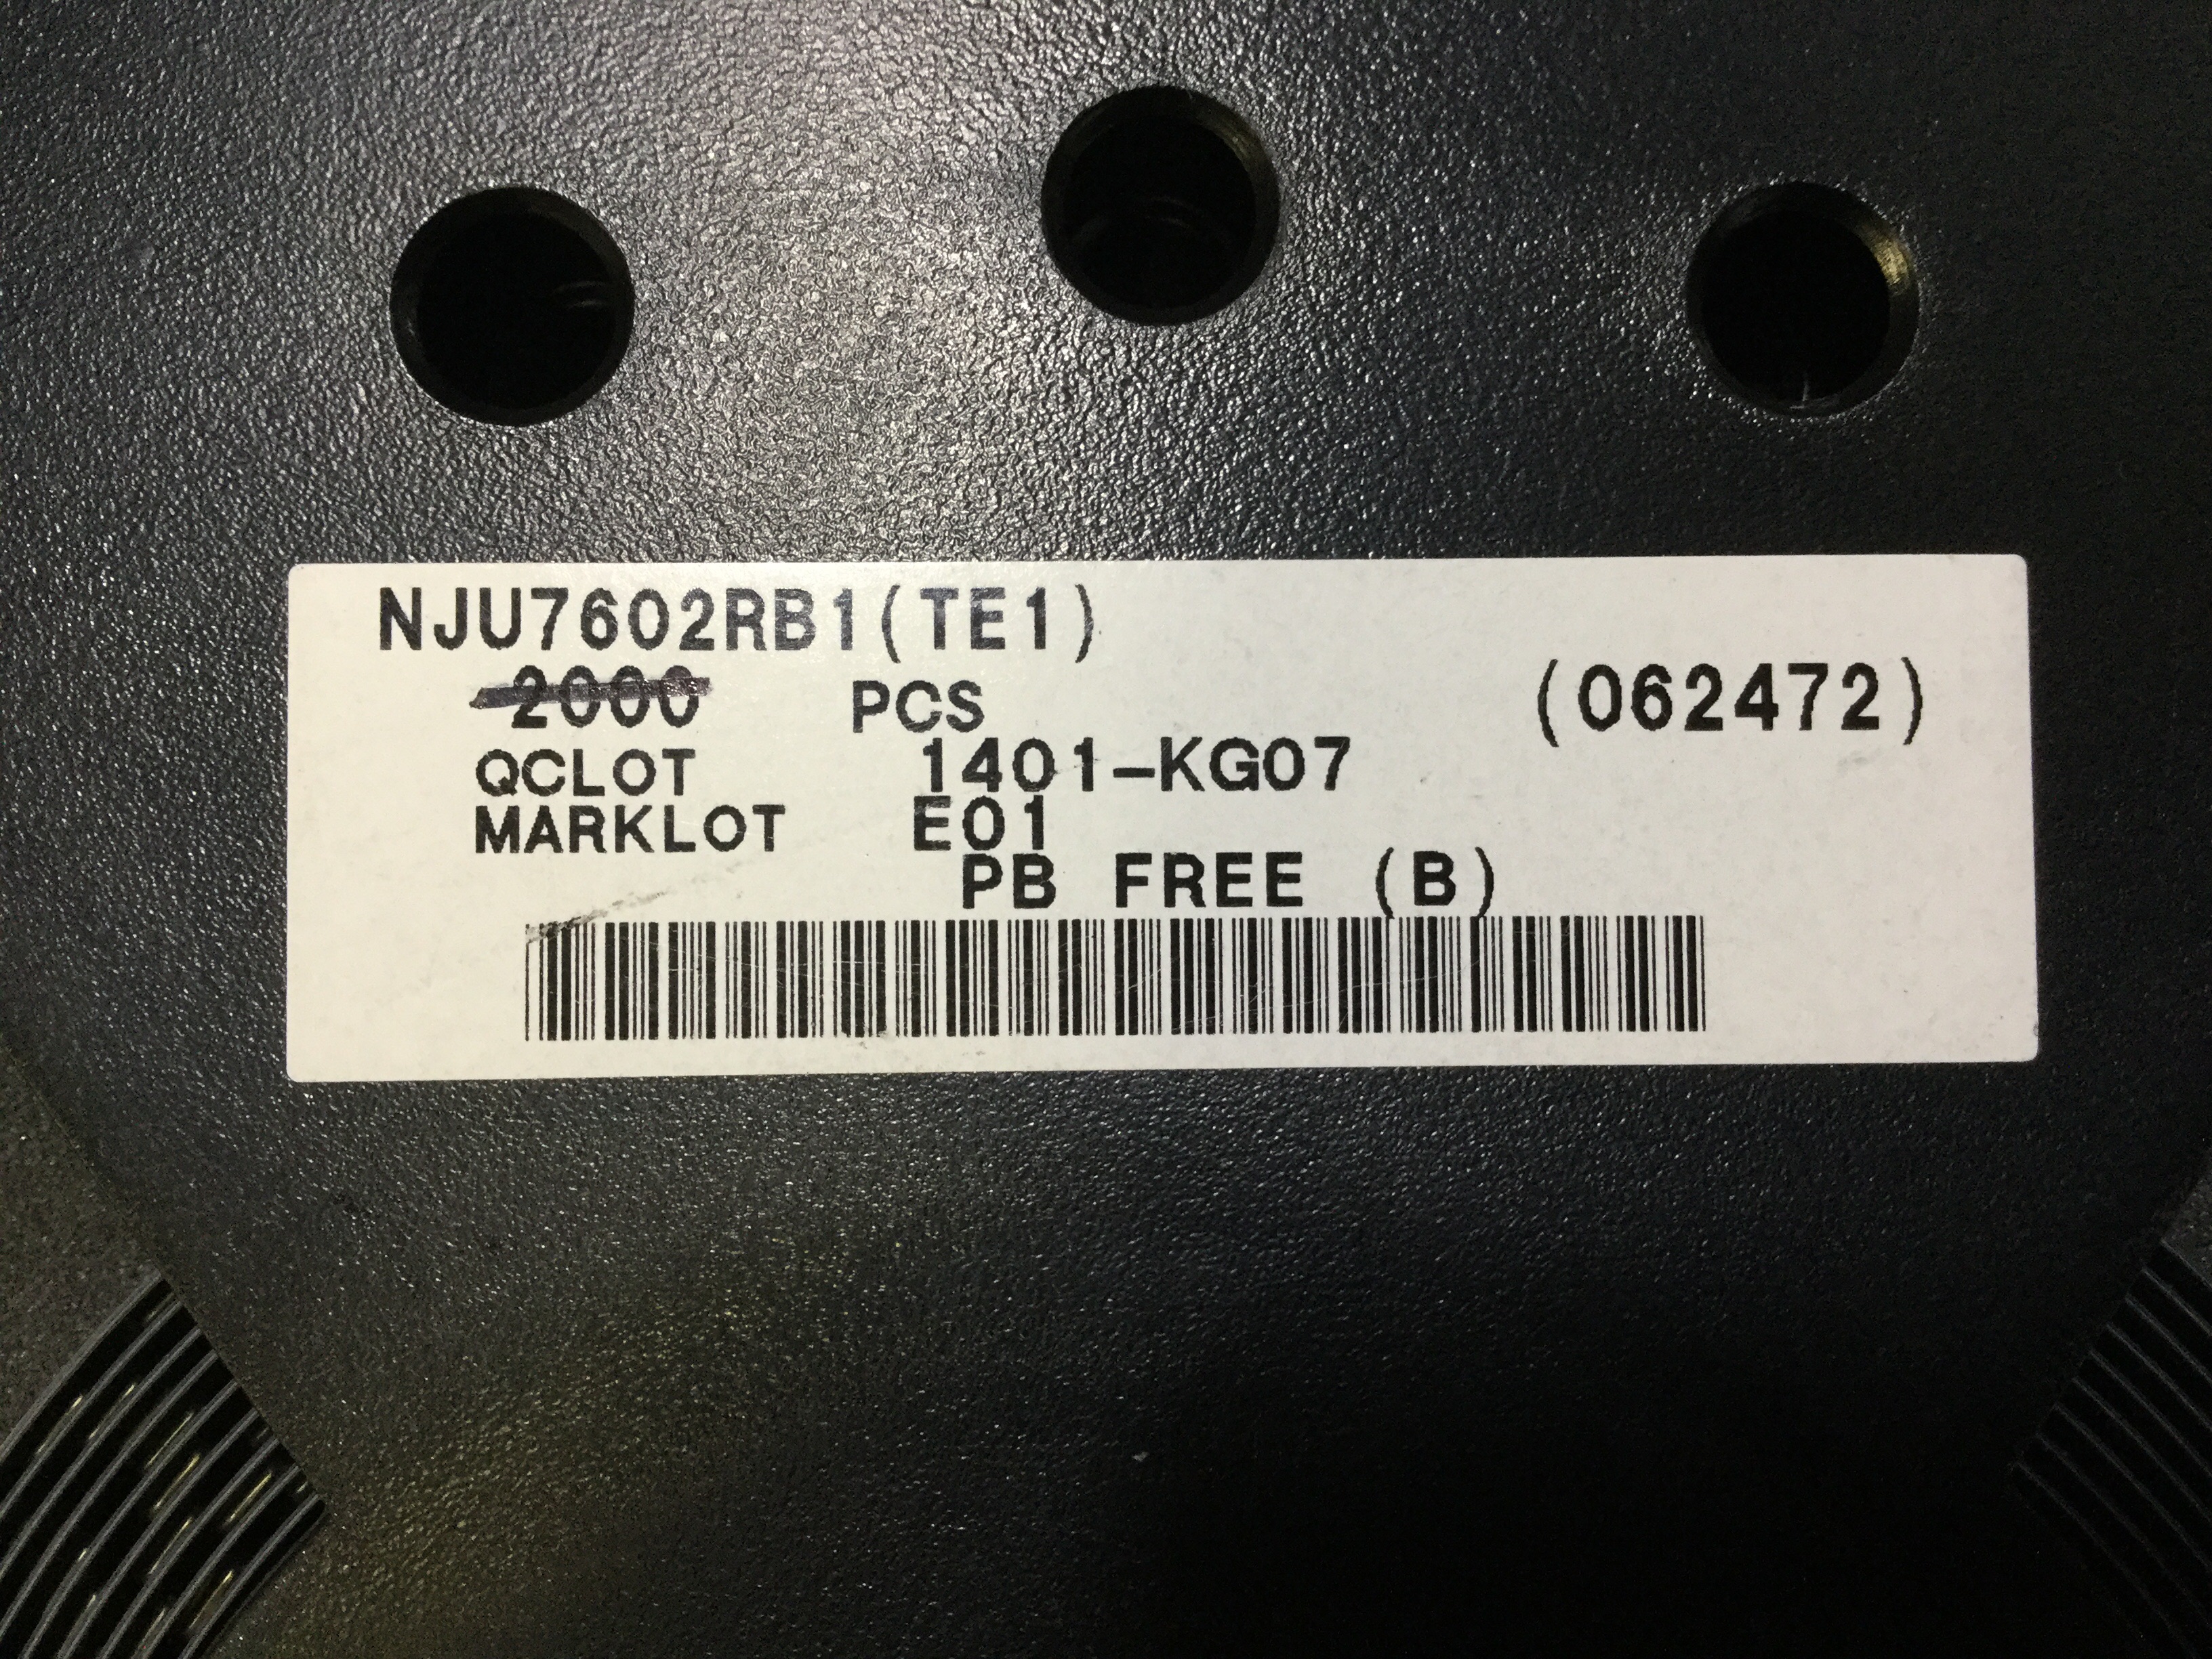 NJU7602RB1(TE1)
2000 PCS (062472)
QCLOT 1401-KG07
MARKLOT E01
PB FREE (B)